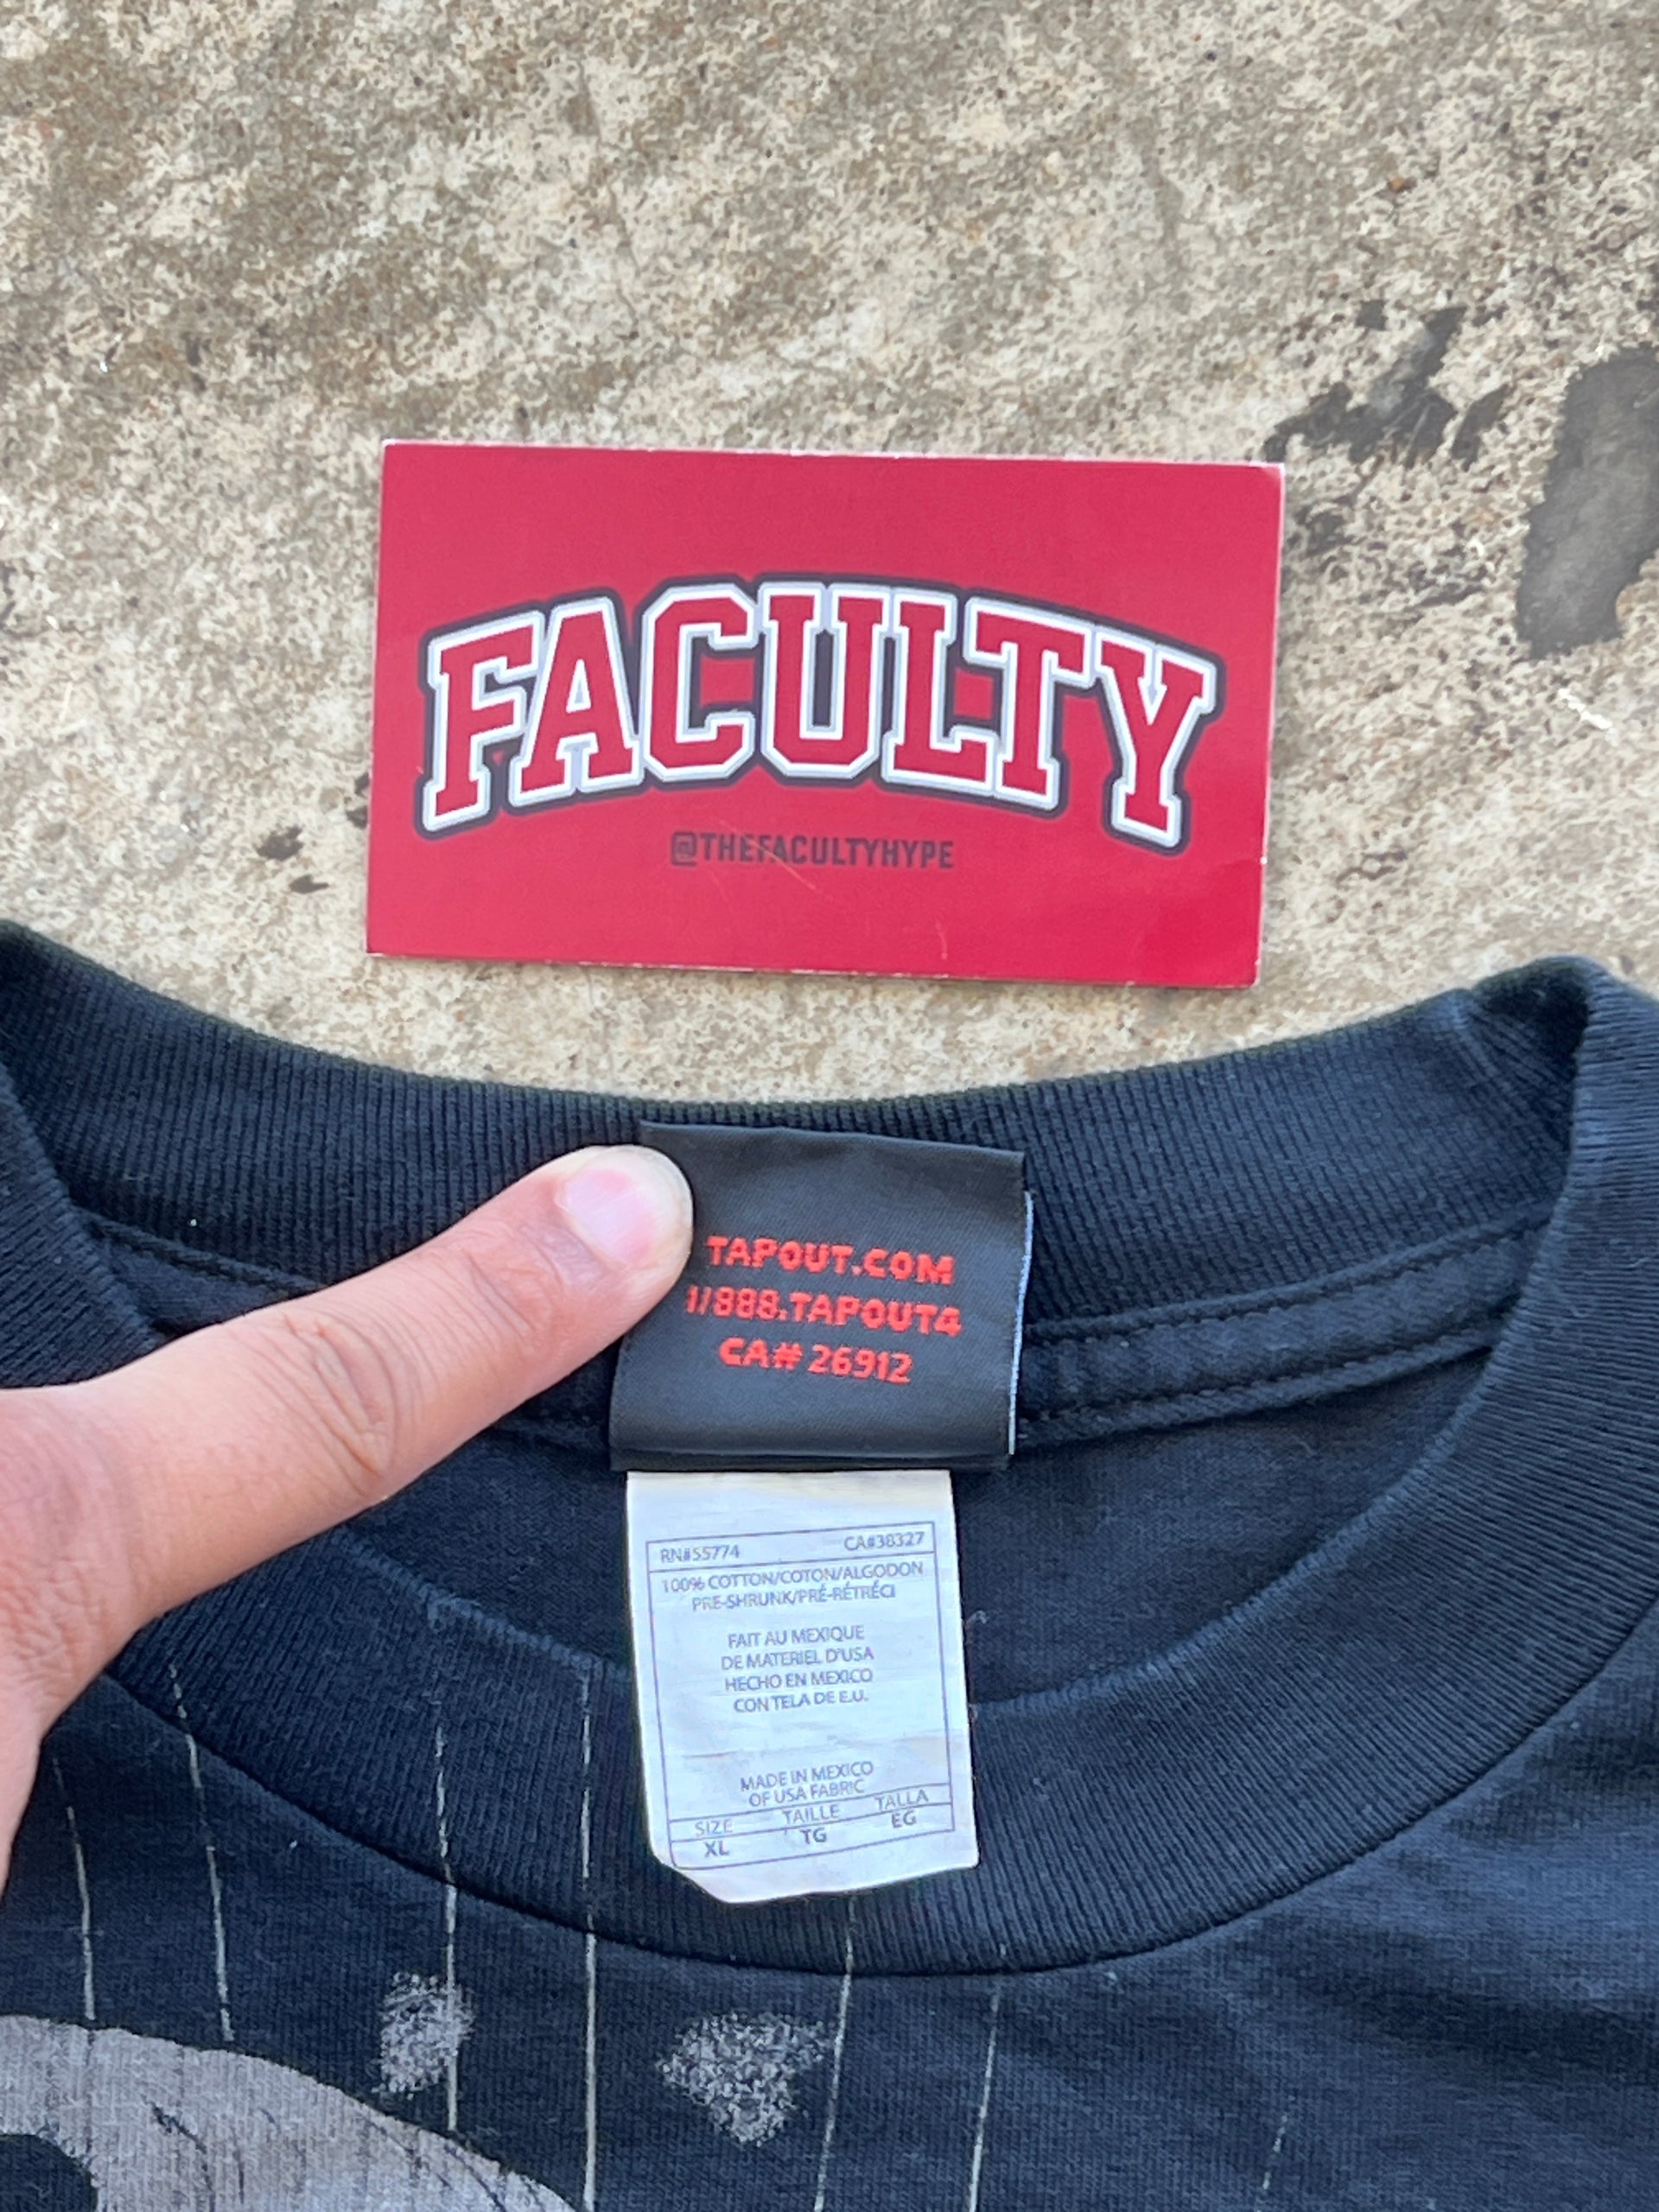 FACULTY
@THEFACULTYHYPE
TAPOUT.COM
1/888.TAPOUT4
CA# 26912
RN#55774 CA#38327
100% COTTON/COTON/ALGODON
PRE-SHRUNK/PRÉ-RÉTRÉCI
FAIT AU MEXIQUE
DE MATERIEL D'USA
HECHO EN MEXICO
CON TELA DE E.U.
MADE IN MEXICO
OF USA FABRIC
SIZE TAILLE TALLA
XL TG EG